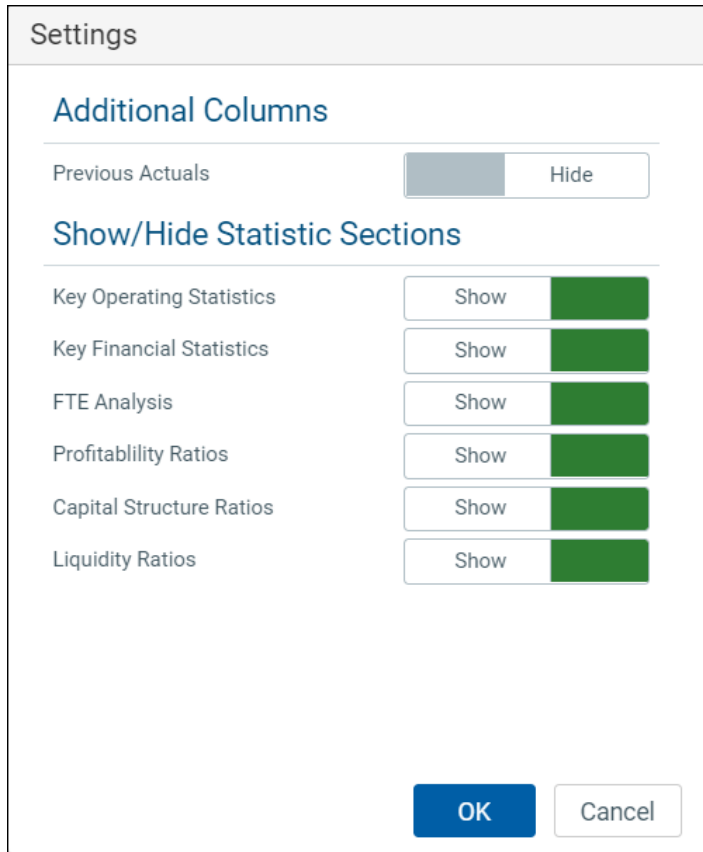 Settings
Additional Columns
Previous Actuals Hide
Show/Hide Statistic Sections
Key Operating Statistics Show
Key Financial Statistics Show
FTE Analysis Show
Profitablility Ratios Show
Capital Structure Ratios Show
Liquidity Ratios Show
OK Cancel